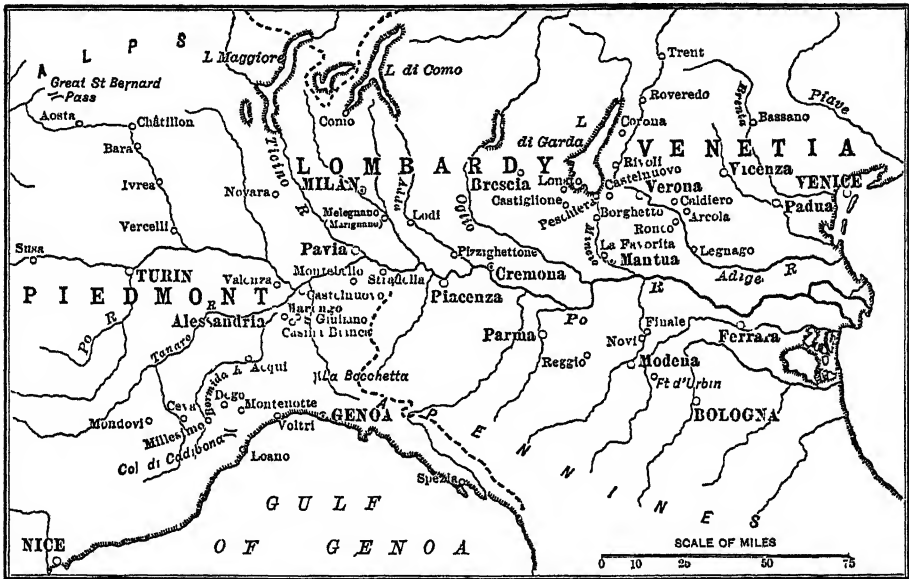 ALPS
Great St Bernard
Pass
Aosta
Châtillon
Bara
Ivrea
Vercelli
Susa
TURIN
PIEDMONT
Po R
Tanaro
R
L Maggiore
L di Como
Como
Ticino
R
Novara
LOMBARDY
MILAN
Melegnano
(Marignano)
Adda
Lodi
Oglio
Pavia
Valenza
Montebello
Stradella
Castelnuovo
Marengo
S Giuliano
Alessandria
Piacenza
Pizzighettone
Cremona
Brescia
Lonato
Castiglione
Peschiera
L
di Garda
Trent
Roveredo
Corona
Rivoli
Castelnuovo
Verona
Caldiero
Arcola
Ronco
Borghetto
Mincio
La Favorita
Mantua
Legnago
Adige R
VENETIA
Brenta
Bassano
Piave
Vicenza
VENICE
Padua
Po
R
Parma
Reggio
Novi
Finale
Modena
Ft d'Urbin
Ferrara
BOLOGNA
Acqui
Bormida R
La Bocchetta
Ceva
Dego
Montenotte
Mondovi
Millesimo
Voltri
GENOA
Col di Cadibona
Loano
Spezia
APENNINES
NICE
GULF
OF GENOA
SCALE OF MILES
0 10 25 50 75